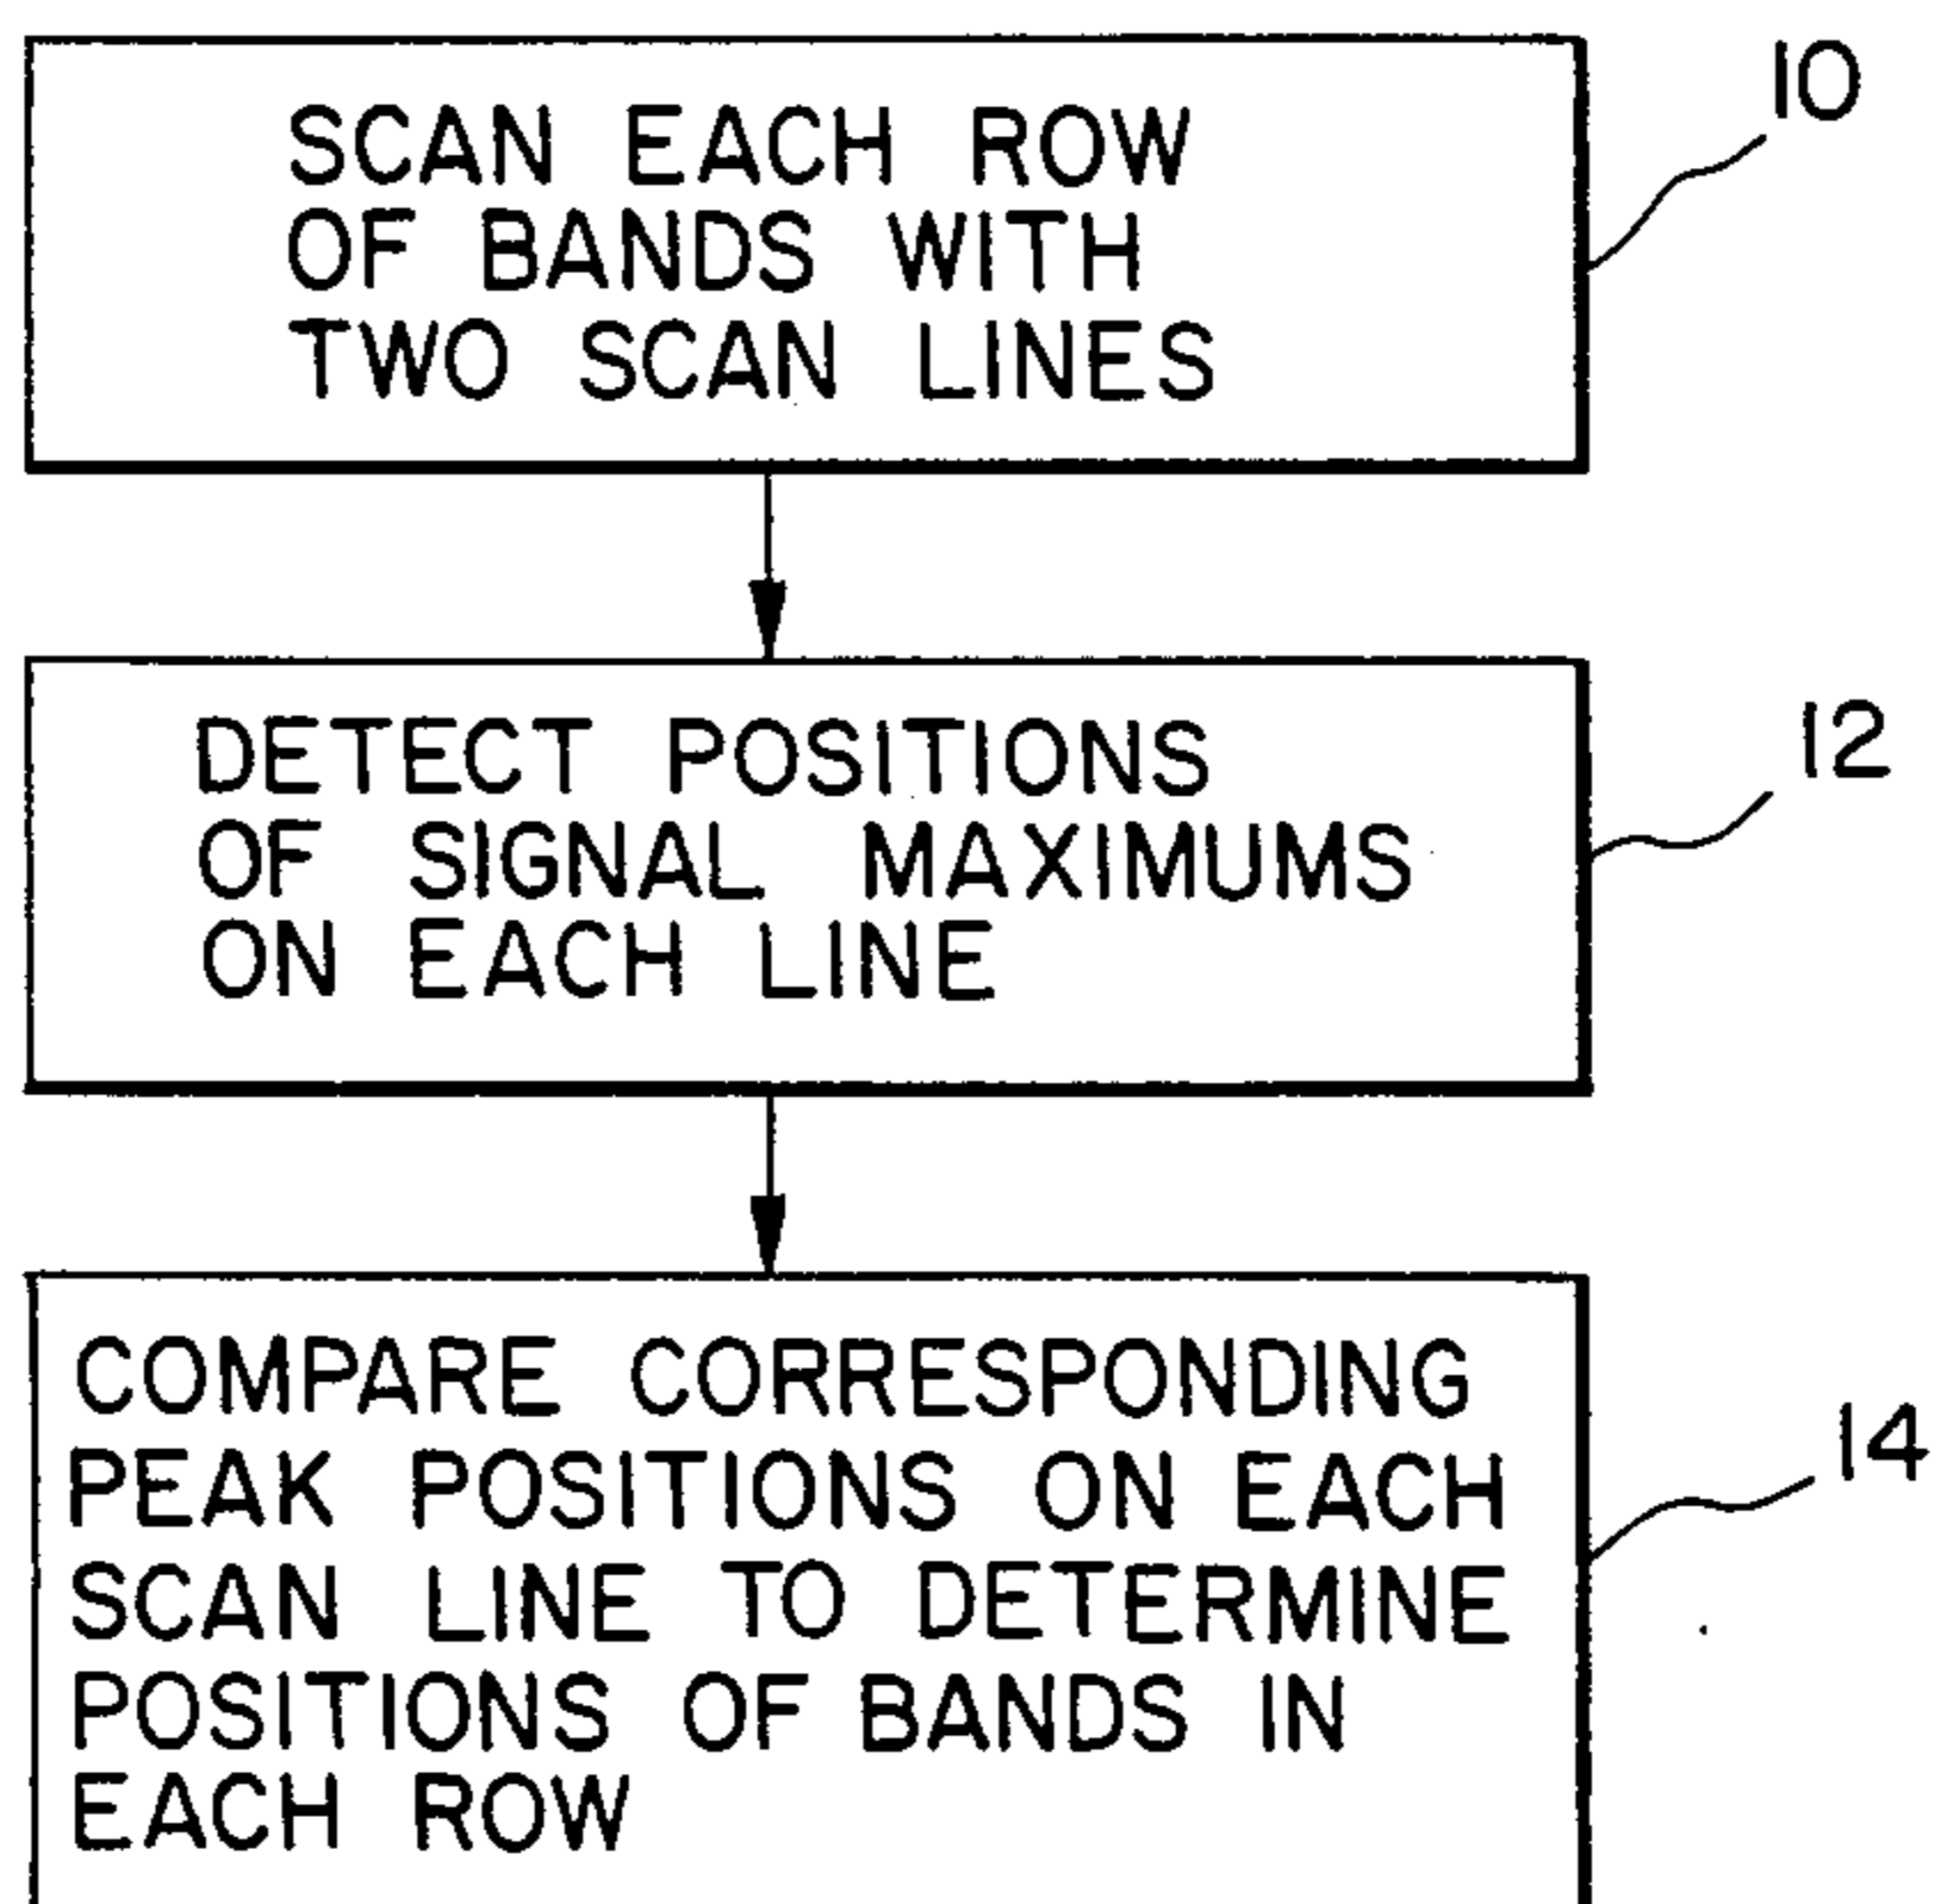 SCAN EACH ROW
OF BANDS WITH
TWO SCAN LINES
10
DETECT POSITIONS
OF SIGNAL MAXIMUMS
ON EACH LINE
12
COMPARE CORRESPONDING
PEAK POSITIONS ON EACH
SCAN LINE TO DETERMINE
POSITIONS OF BANDS IN
EACH ROW
14